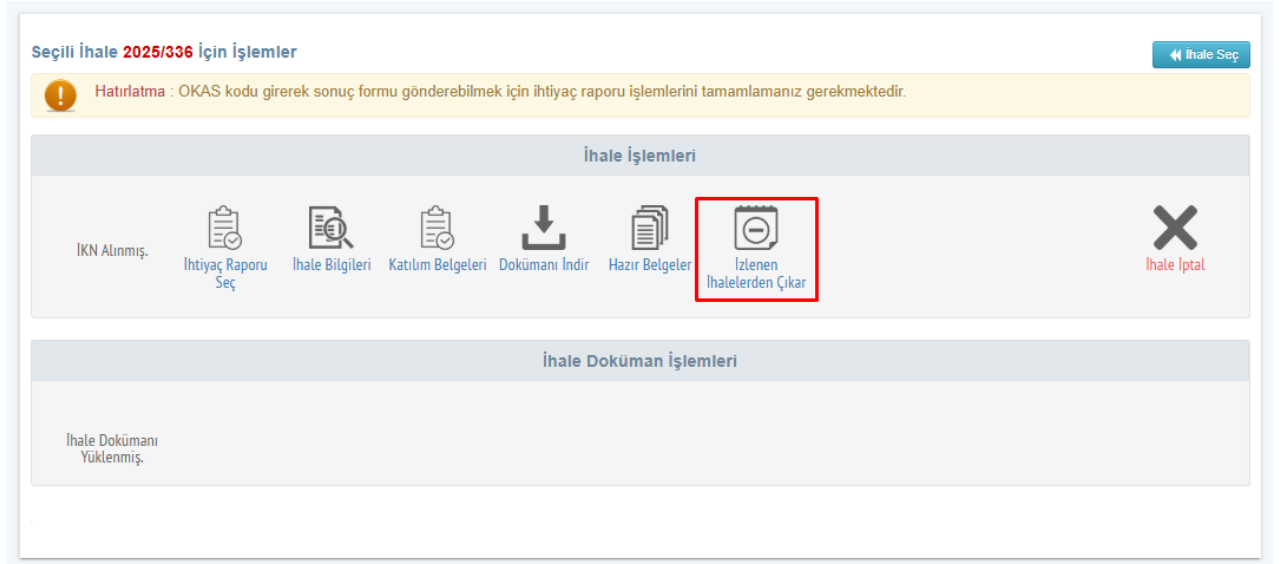 Seçili İhale 2025/336 İçin İşlemler
İhale Seç
Hatırlatma : OKAS kodu girerek sonuç formu gönderebilmek için ihtiyaç raporu işlemlerini tamamlamanız gerekmektedir.
İhale İşlemleri
İKN Alınmış.
İhtiyaç Raporu
Seç
İhale Bilgileri
Katılım Belgeleri
Dokümanı İndir
Hazır Belgeler
İzlenen
İhalelerden Çıkar
İhale İptal
İhale Doküman İşlemleri
İhale Dokümanı
Yüklenmiş.